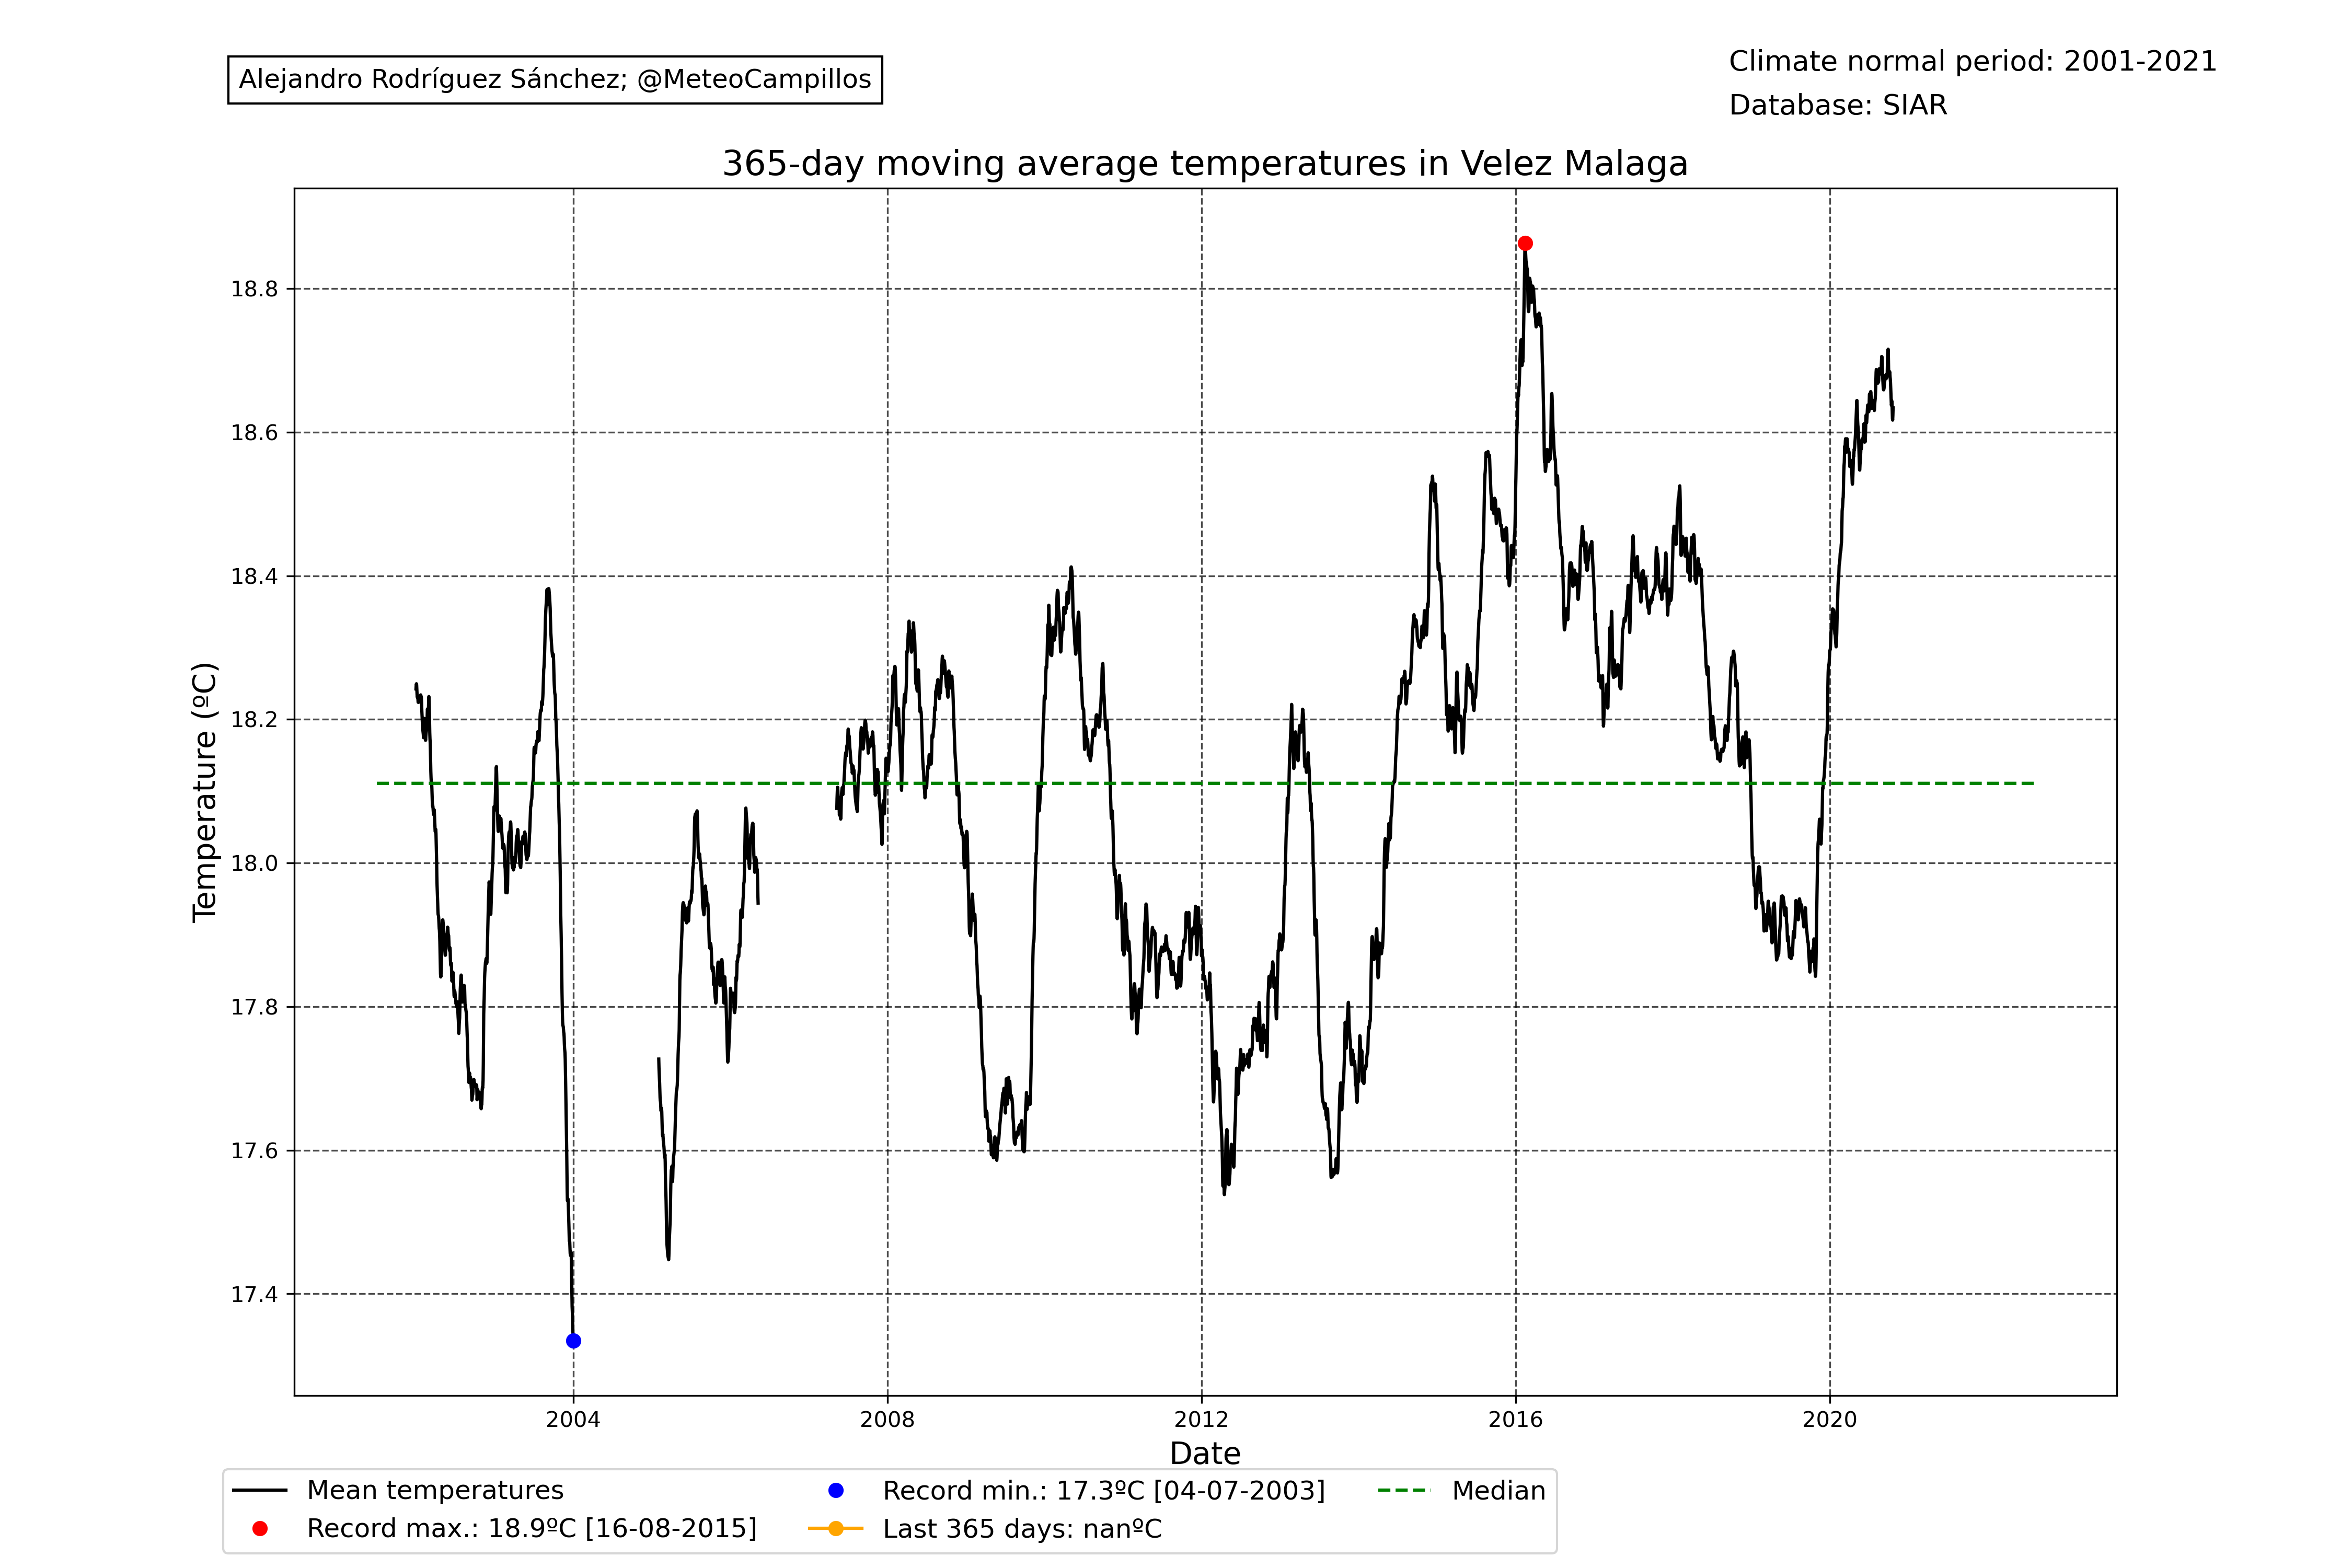 Alejandro Rodríguez Sánchez; @MeteoCampillos
Climate normal period: 2001-2021
Database: SIAR
365-day moving average temperatures in Velez Malaga
Temperature (ºC)
18.8
18.6
18.4
18.2
18.0
17.8
17.6
17.4
2004 2008 2012 2016 2020
Date
Mean temperatures
Record max.: 18.9ºC [16-08-2015]
Record min.: 17.3ºC [04-07-2003]
Last 365 days: nanºC
Median